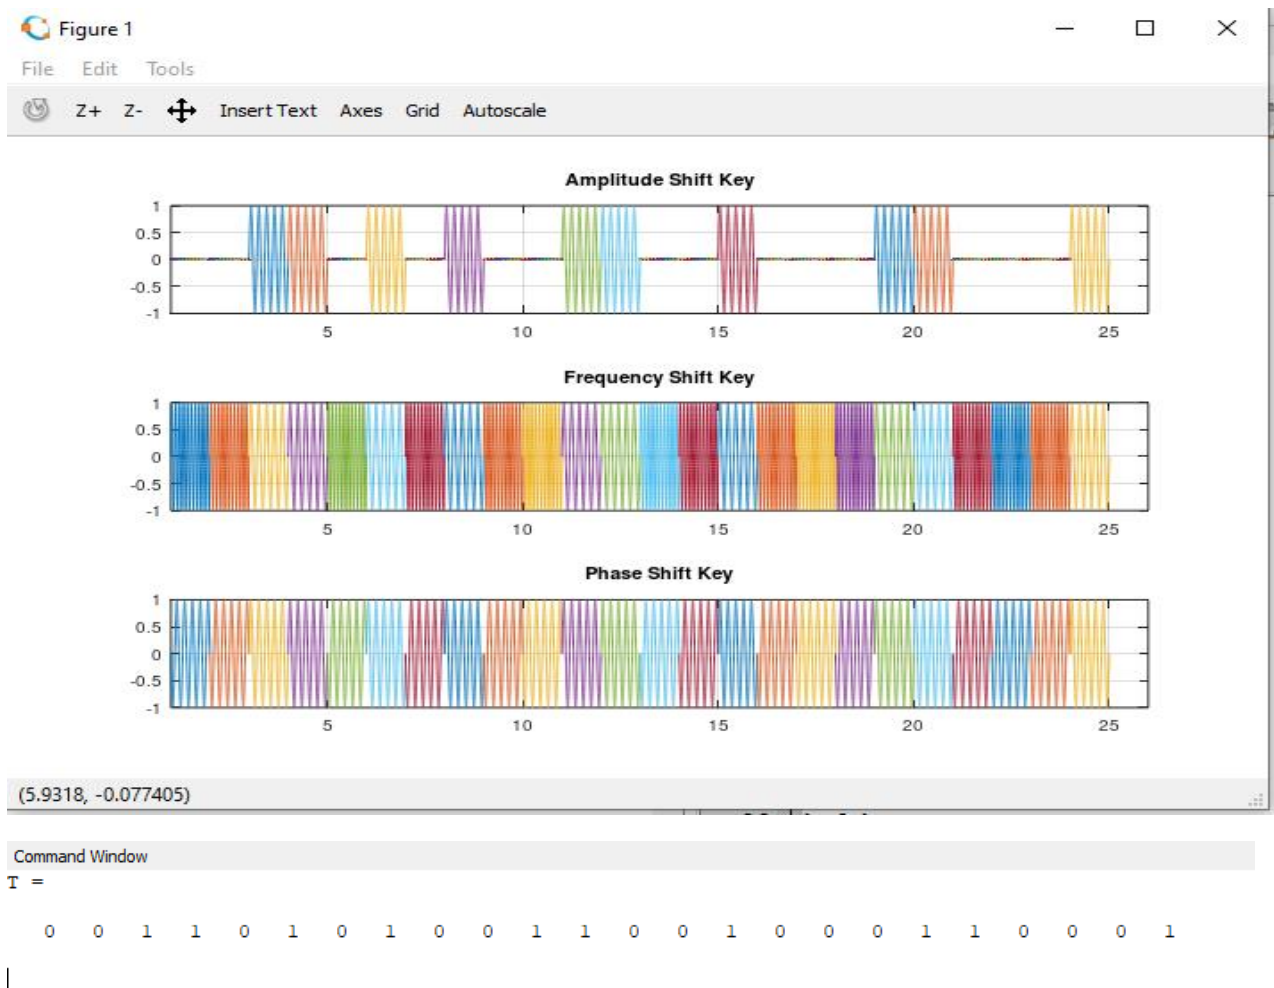 Figure 1
File Edit Tools
Z+ Z- Insert Text Axes Grid Autoscale
Amplitude Shift Key
1
0.5
0
-0.5
-1
5 10 15 20 25
Frequency Shift Key
1
0.5
0
-0.5
-1
5 10 15 20 25
Phase Shift Key
1
0.5
0
-0.5
-1
5 10 15 20 25
(5.9318, -0.077405)
Command Window
T =
0 0 1 1 0 1 0 1 0 0 1 1 0 0 1 0 0 0 1 1 0 0 0 1